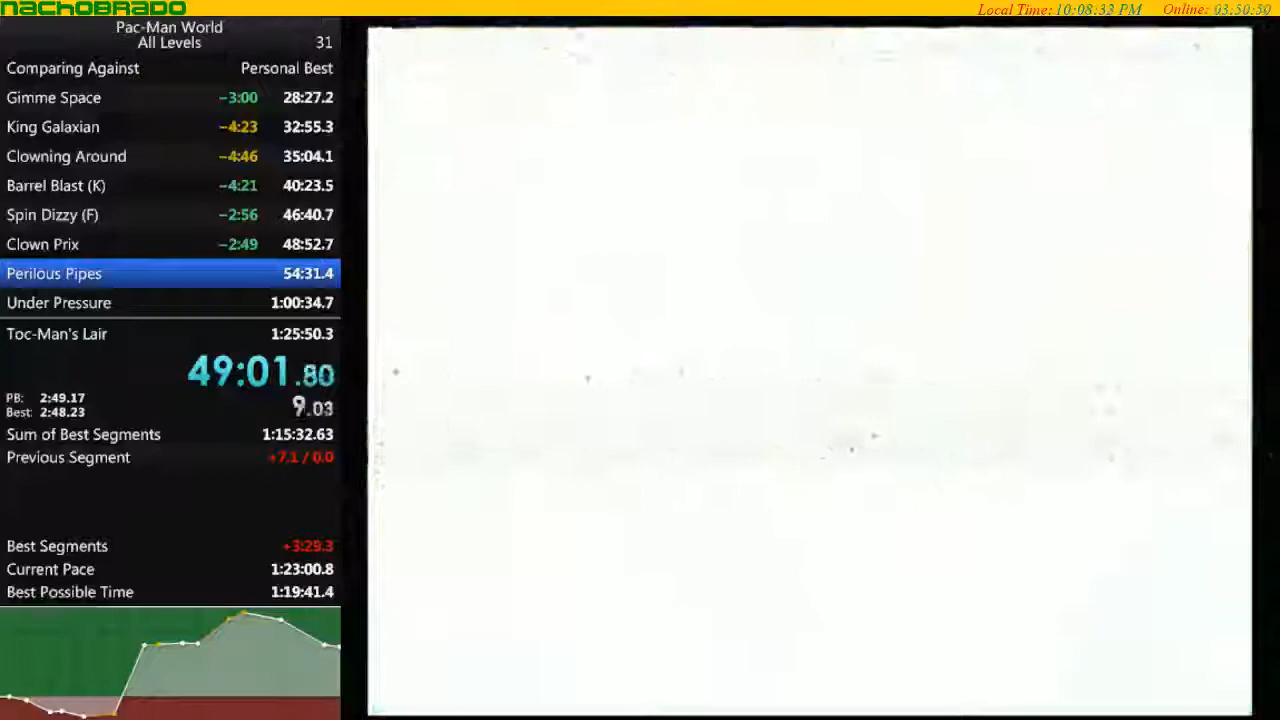 NACHOBRADO
Local Time: 10:08:33 PM Online: 03:50:59
Pac-Man World
All Levels 31
Comparing Against Personal Best
Gimme Space −3:00 28:27.2
King Galaxian −4:23 32:55.3
Clowning Around −4:46 35:04.1
Barrel Blast (K) −4:21 40:23.5
Spin Dizzy (F) −2:56 46:40.7
Clown Prix −2:49 48:52.7
Perilous Pipes 54:31.4
Under Pressure 1:00:34.7
Toc-Man's Lair 1:25:50.3
49:01.80
PB: 2:49.17
Best: 2:48.23
9.03
Sum of Best Segments 1:15:32.63
Previous Segment +7.1 / 0.0
Best Segments +3:29.3
Current Pace 1:23:00.8
Best Possible Time 1:19:41.4